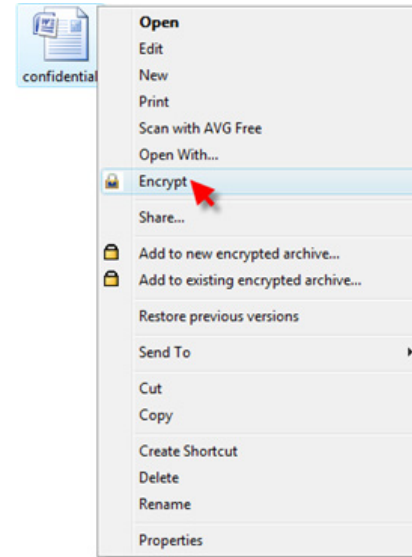 confidential
Open
Edit
New
Print
Scan with AVG Free
Open With...
Encrypt
Share...
Add to new encrypted archive...
Add to existing encrypted archive...
Restore previous versions
Send To
Cut
Copy
Create Shortcut
Delete
Rename
Properties